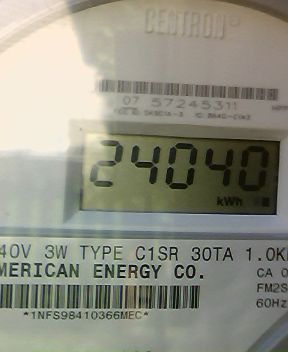 CENTRON®
07 57245311
24040
kWh
40V 3W TYPE C1SR 30TA 1.0K
MERICAN ENERGY CO.
CA 0
FM2S
60Hz
*1NFS98410366MEC*